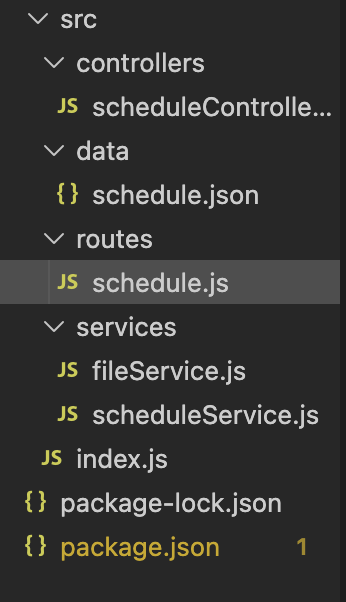 src
controllers
JS scheduleControlle...
data
{} schedule.json
routes
JS schedule.js
services
JS fileService.js
JS scheduleService.js
JS index.js
{} package-lock.json
{} package.json 1